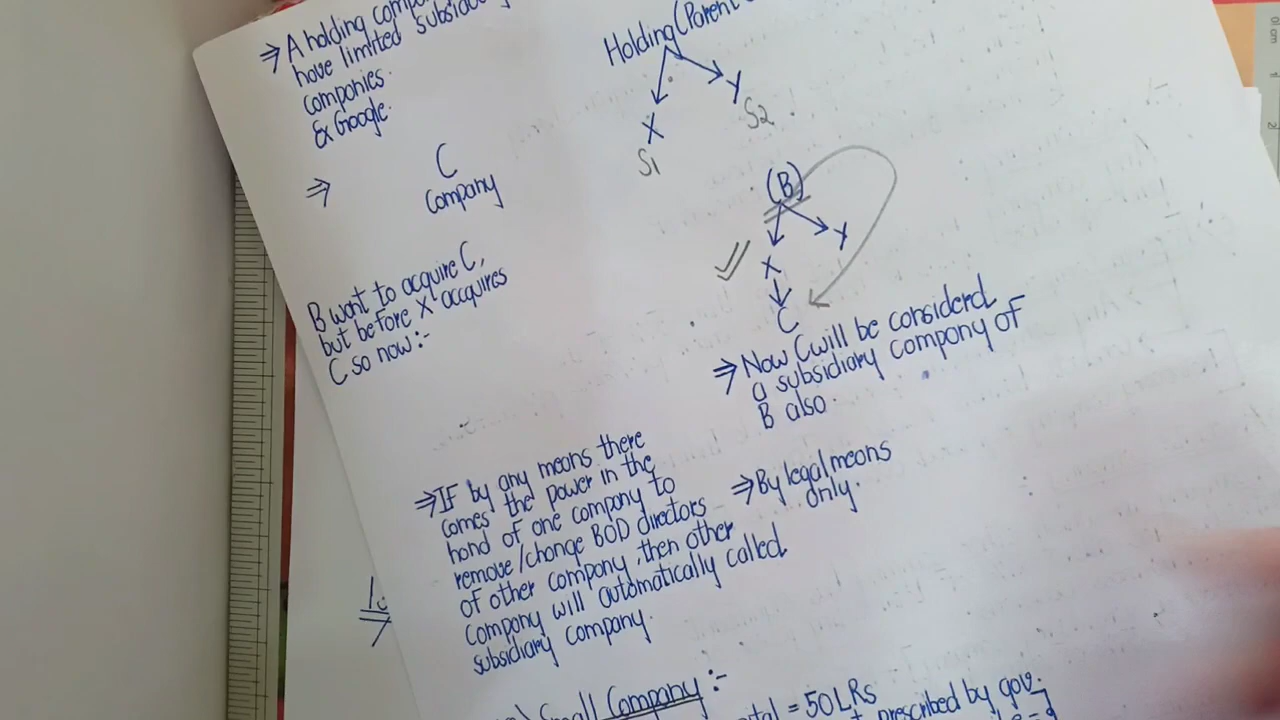 ⇒ A holding
have limited
companies.
Ex Google.
Holding (Parent
X
S1
Y
S2
⇒
C
Company
(B)
X
Y
C
B want to acquire C,
but before 'X' acquires
C so now :-
⇒ Now C will be considerd
a subsidiary company of
B also.
⇒ IF by any means there
comes the power in the
hand of one company to
remove/change BOD directors
of other company, then other
company will automatically called
subsidiary company.
⇒ By legal means
only.
Small Company :-
= 50 L RS
prescribed by gov.